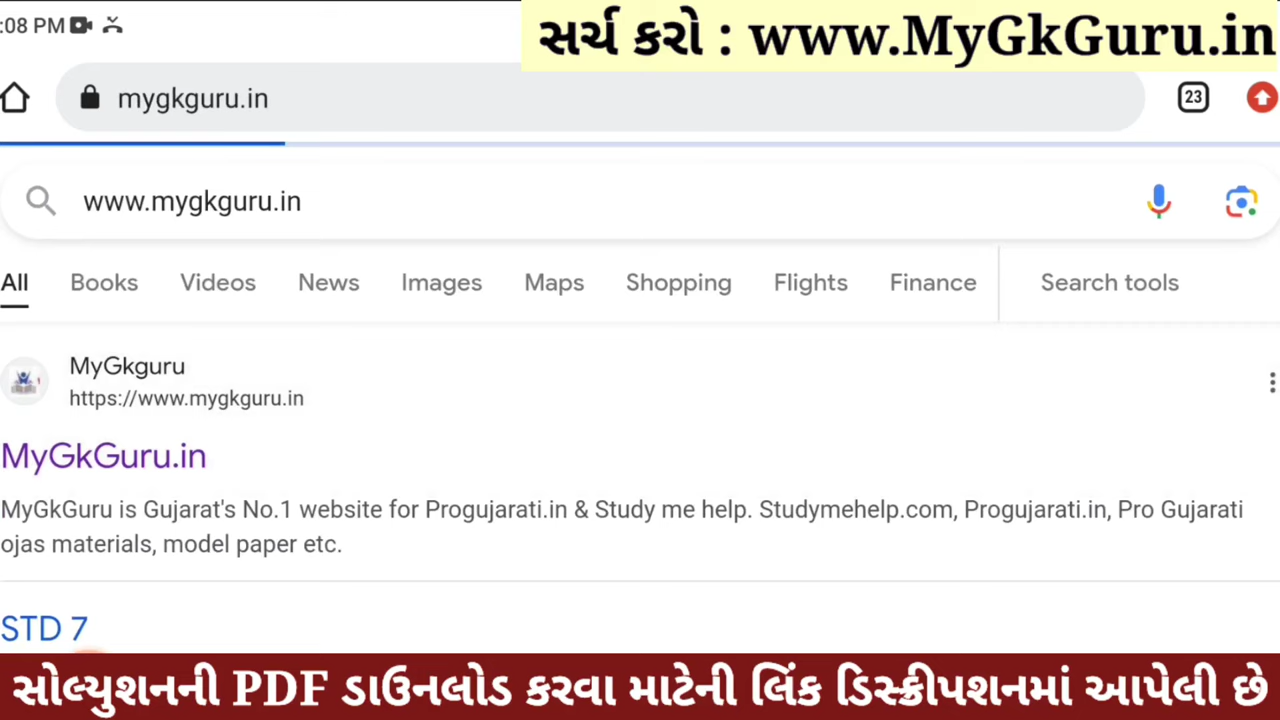 :08 PM
સર્ચ કરો : www.MyGkGuru.in
mygkguru.in
23
www.mygkguru.in
All Books Videos News Images Maps Shopping Flights Finance Search tools
MyGkguru
https://www.mygkguru.in
MyGkGuru.in
MyGkGuru is Gujarat's No.1 website for Progujarati.in & Study me help. Studymehelp.com, Progujarati.in, Pro Gujarati
ojas materials, model paper etc.
STD 7
સોલ્યુશનની PDF ડાઉનલોડ કરવા માટેની લિંક ડિસ્ક્રીપશનમાં આપેલી છે